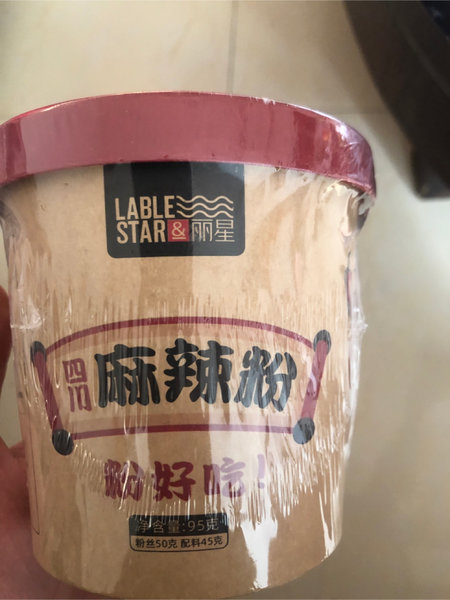 LABLE
STAR & 丽星
四川 麻辣粉
粉好吃!
净含量:95克
粉丝50克 配料45克